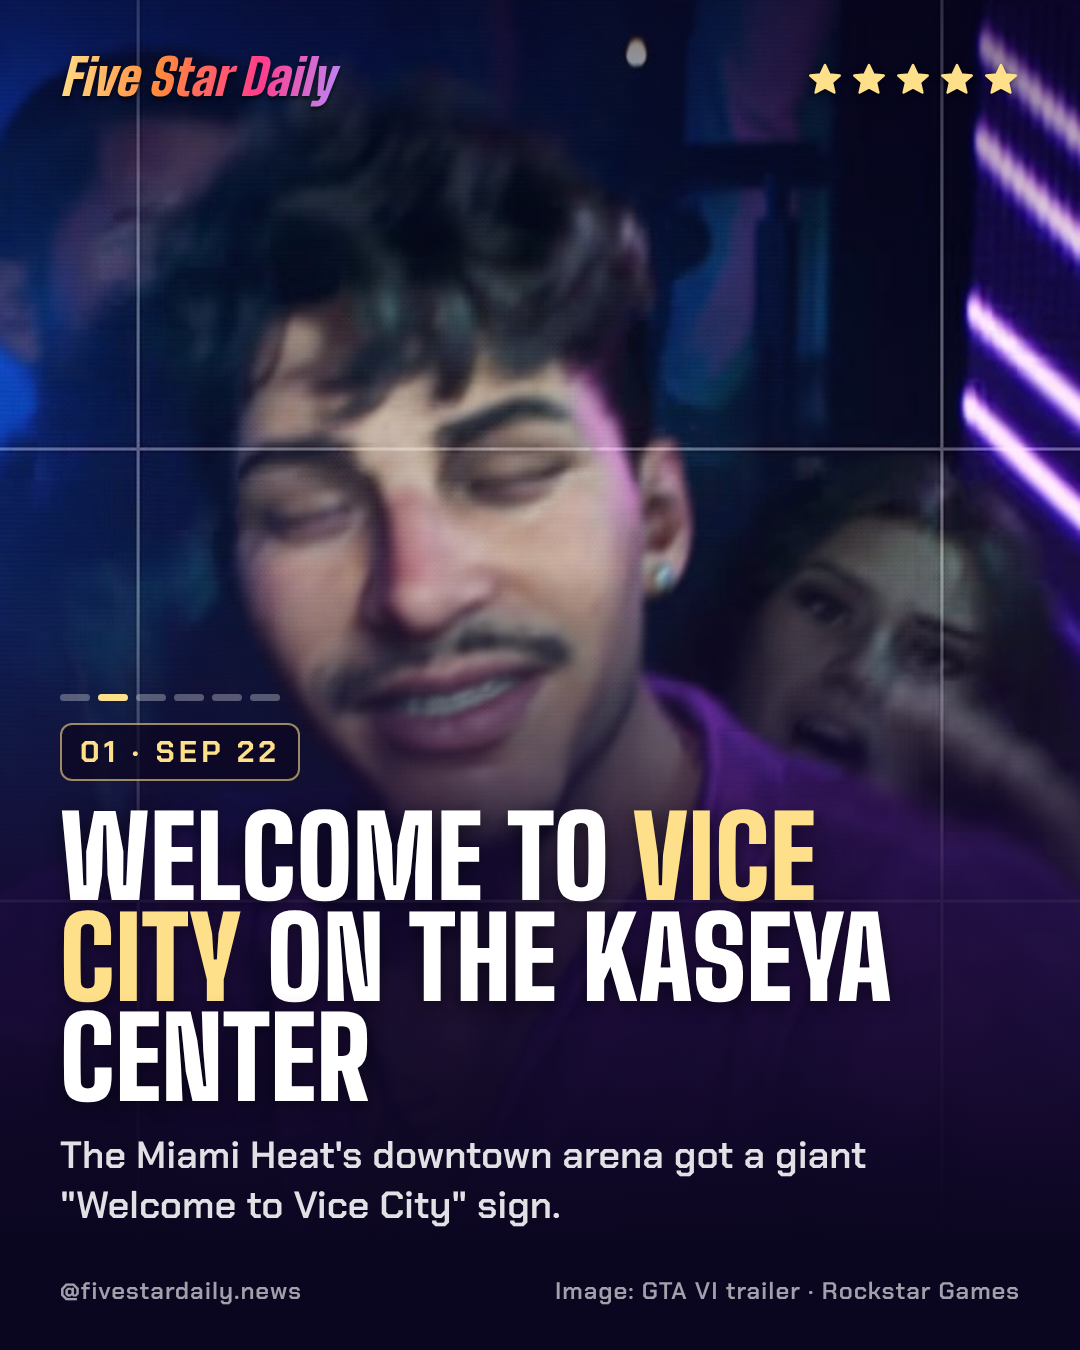 Five Star Daily
01 · SEP 22
WELCOME TO VICE
CITY ON THE KASEYA
CENTER
The Miami Heat's downtown arena got a giant
"Welcome to Vice City" sign.
@fivestardaily.news
Image: GTA VI trailer · Rockstar Games